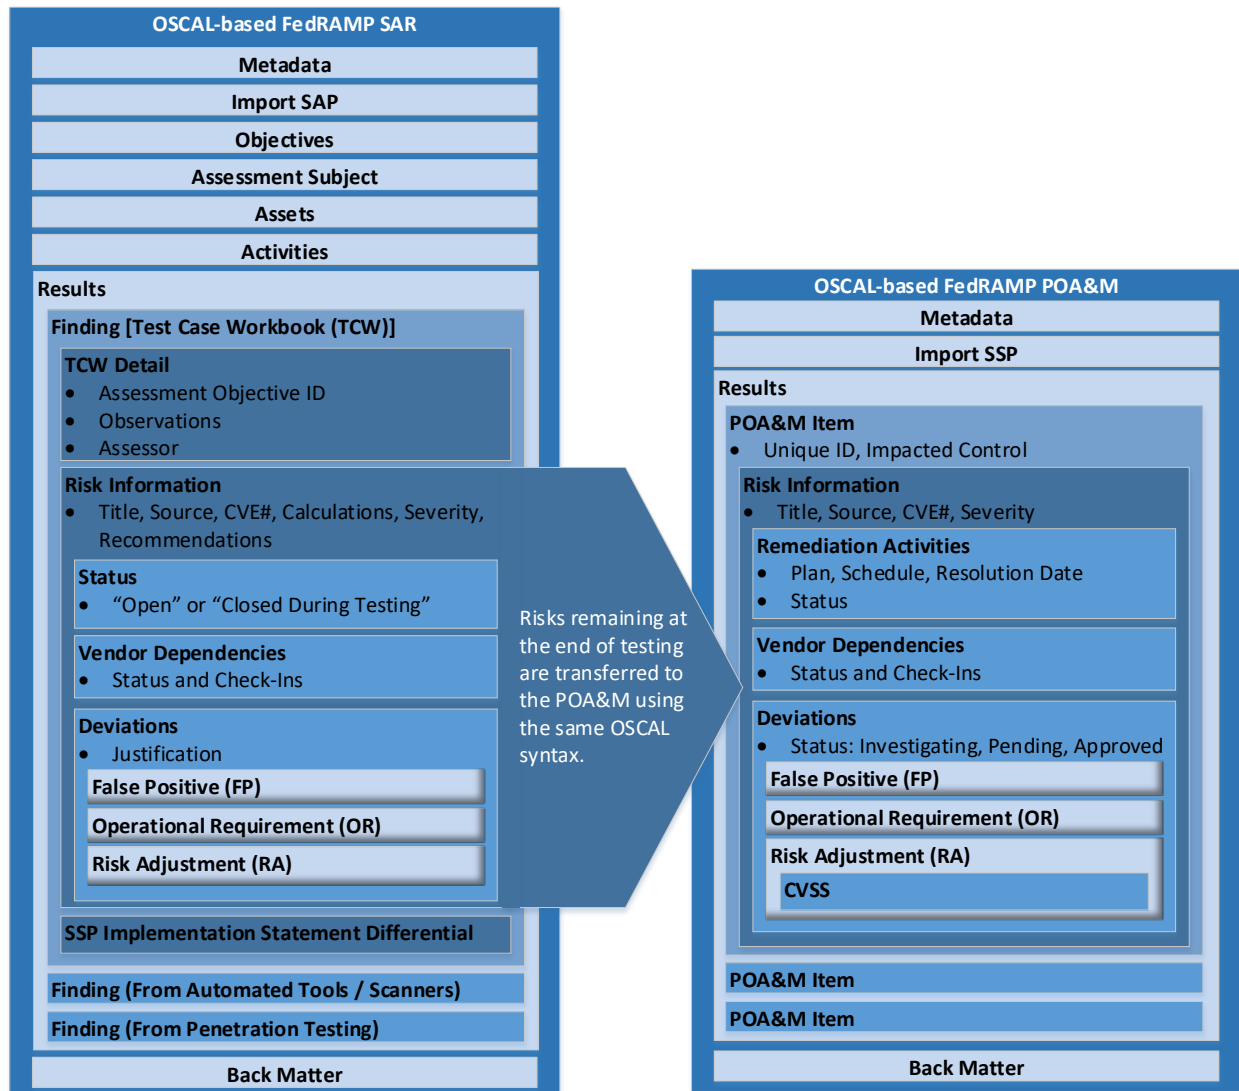 OSCAL-based FedRAMP SAR
Metadata
Import SAP
Objectives
Assessment Subject
Assets
Activities
Results
Finding [Test Case Workbook (TCW)]
TCW Detail
• Assessment Objective ID
• Observations
• Assessor
Risk Information
• Title, Source, CVE#, Calculations, Severity,
Recommendations
Status
• “Open” or “Closed During Testing”
Vendor Dependencies
• Status and Check-Ins
Deviations
• Justification
False Positive (FP)
Operational Requirement (OR)
Risk Adjustment (RA)
SSP Implementation Statement Differential
Finding (From Automated Tools / Scanners)
Finding (From Penetration Testing)
Back Matter
Risks remaining at
the end of testing
are transferred to
the POA&M using
the same OSCAL
syntax.
OSCAL-based FedRAMP POA&M
Metadata
Import SSP
Results
POA&M Item
• Unique ID, Impacted Control
Risk Information
• Title, Source, CVE#, Severity
Remediation Activities
• Plan, Schedule, Resolution Date
• Status
Vendor Dependencies
• Status and Check-Ins
Deviations
• Status: Investigating, Pending, Approved
False Positive (FP)
Operational Requirement (OR)
Risk Adjustment (RA)
CVSS
POA&M Item
POA&M Item
Back Matter